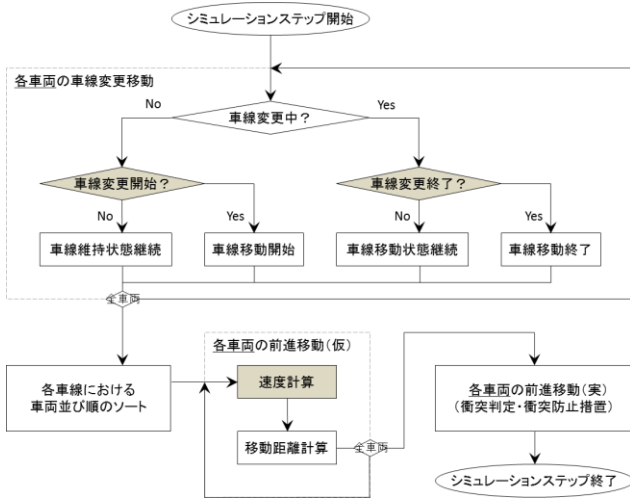 シミュレーションステップ開始
各車両の車線変更移動
No
Yes
車線変更中？
車線変更開始？
車線変更終了？
No
Yes
No
Yes
車線維持状態継続
車線移動開始
車線移動状態継続
車線移動終了
全車両
各車両の前進移動(仮)
各車線における
車両並び順のソート
速度計算
移動距離計算
全車両
各車両の前進移動(実)
(衝突判定・衝突防止措置)
シミュレーションステップ終了